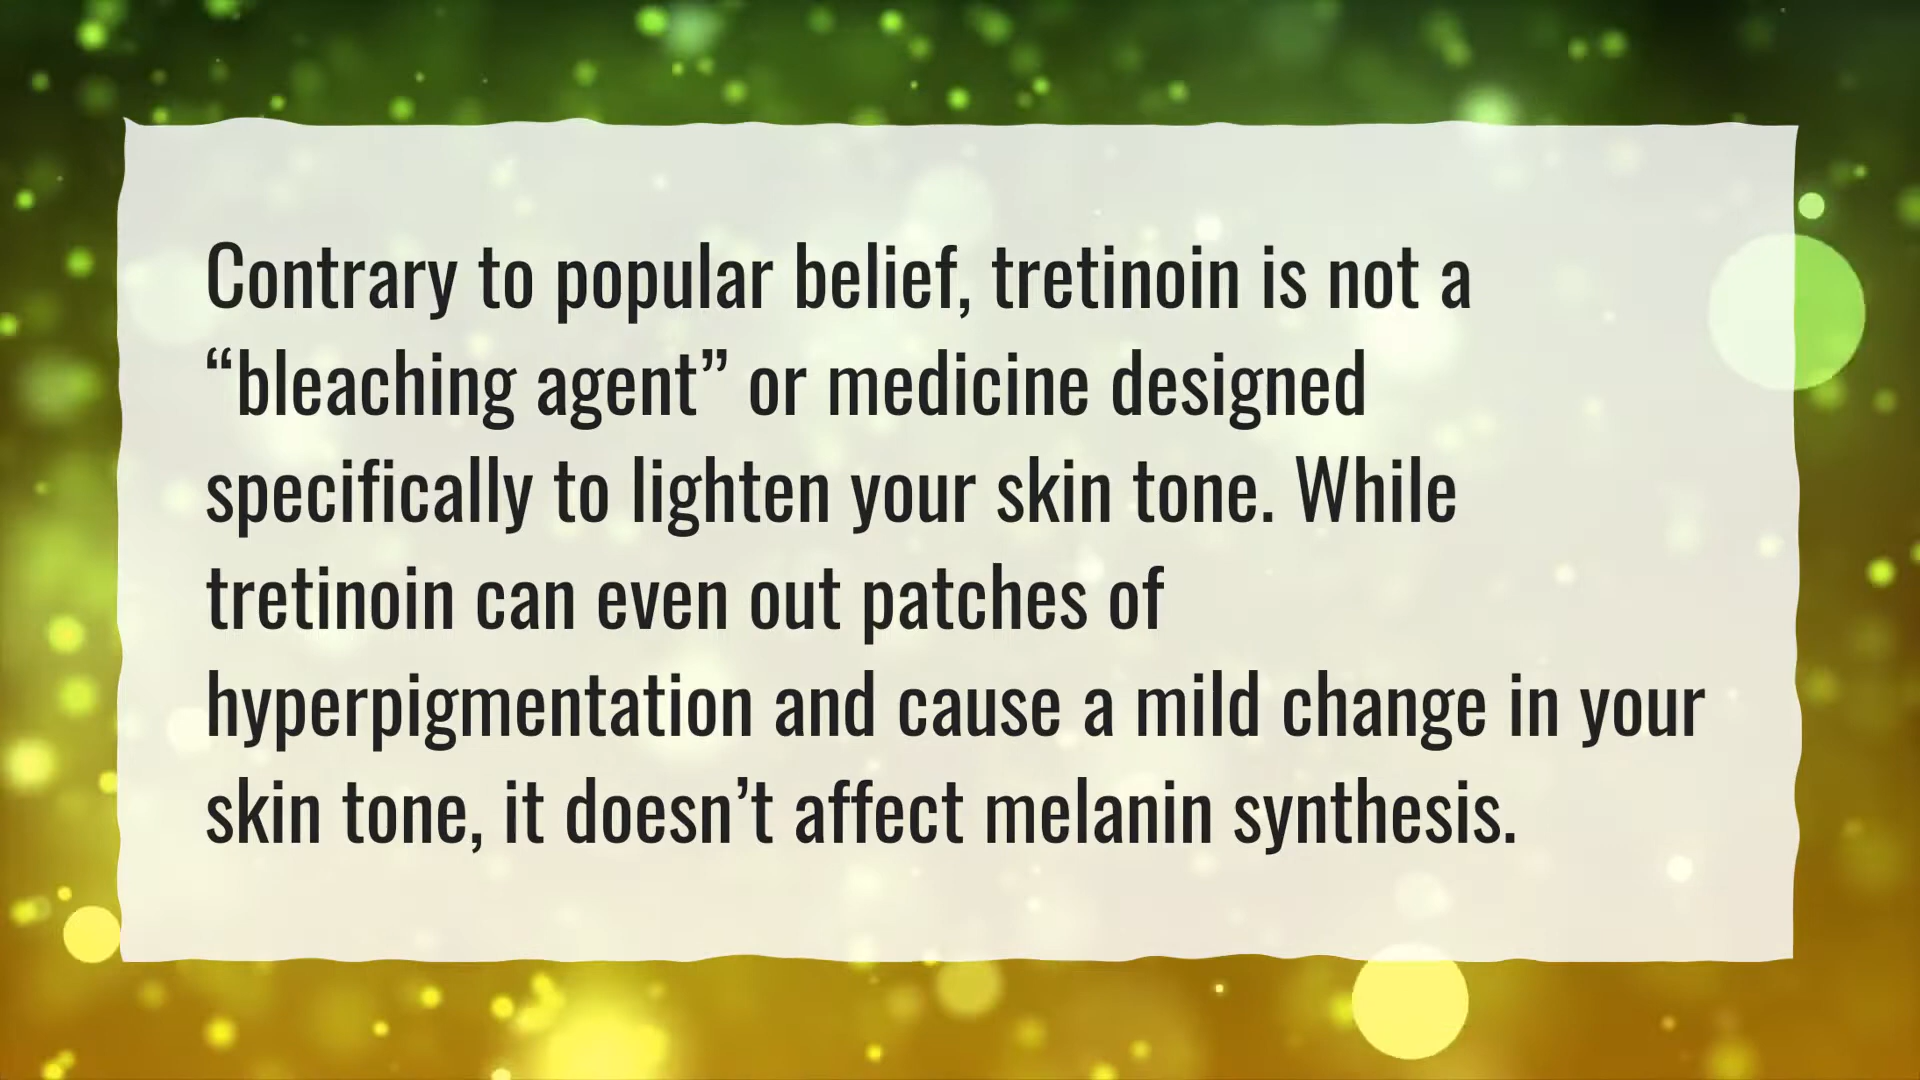 Contrary to popular belief, tretinoin is not a
“bleaching agent” or medicine designed
specifically to lighten your skin tone. While
tretinoin can even out patches of
hyperpigmentation and cause a mild change in your
skin tone, it doesn’t affect melanin synthesis.